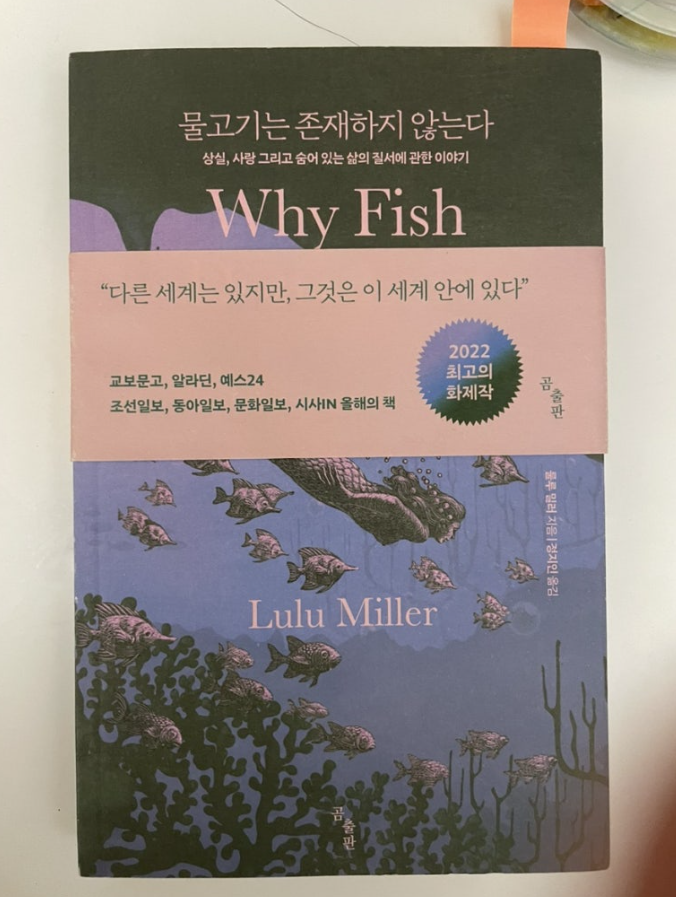 물고기는 존재하지 않는다
상실, 사랑 그리고 숨어 있는 삶의 질서에 관한 이야기
Why Fish
“다른 세계는 있지만, 그것은 이 세계 안에 있다”
2022
최고의
화제작
교보문고, 알라딘, 예스24
조선일보, 동아일보, 문화일보, 시사IN 올해의 책
곰출판
룰루 밀러 지음 | 정지인 옮김
Lulu Miller
곰출판